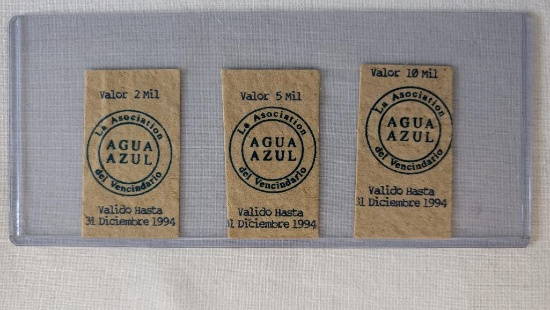 Valor 2 Mil
La Asociation
AGUA
AZUL
del Vencindario
Valido Hasta
31 Diciembre 1994
Valor 5 Mil
La Asociation
AGUA
AZUL
del Vencindario
Valido Hasta
31 Diciembre 1994
Valor 10 Mil
La Asociation
AGUA
AZUL
del Vencindario
Valido Hasta
31 Diciembre 1994